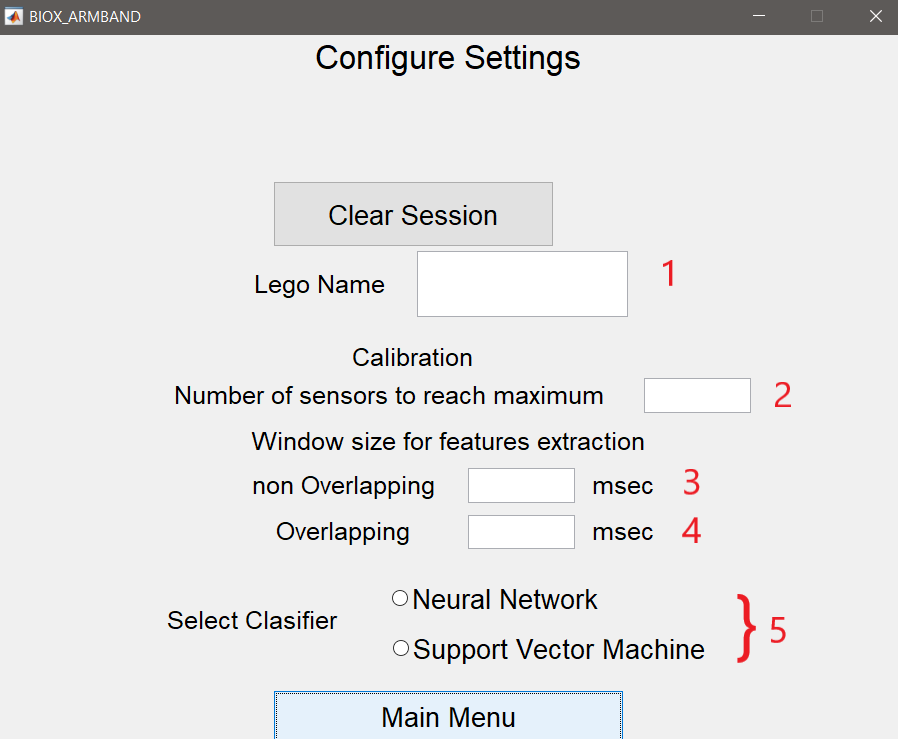 BIOX_ARMBAND
Configure Settings
Clear Session
Lego Name 1
Calibration
Number of sensors to reach maximum 2
Window size for features extraction
non Overlapping msec 3
Overlapping msec 4
Neural Network
Select Clasifier } 5
Support Vector Machine
Main Menu